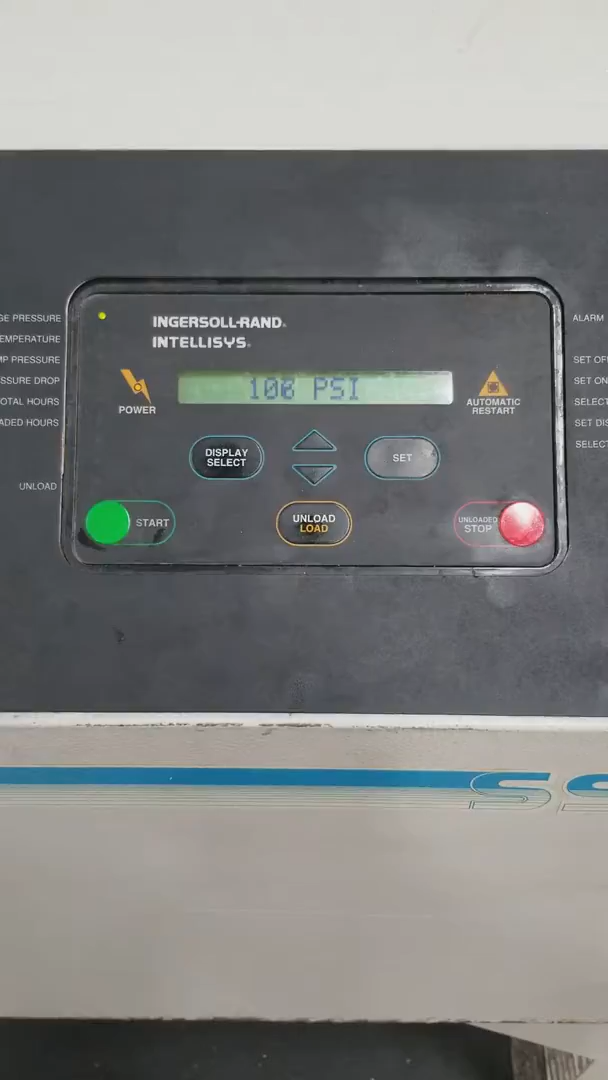 GE PRESSURE
EMPERATURE
MP PRESSURE
SSURE DROP
OTAL HOURS
ADED HOURS
UNLOAD
INGERSOLL-RAND®
INTELLISYS®
PSI
POWER
AUTOMATIC
RESTART
DISPLAY
SELECT
SET
START
UNLOAD
LOAD
UNLOADED
STOP
ALARM
SET OF
SET ON
SELECT
SET DIS
SELECT
SS